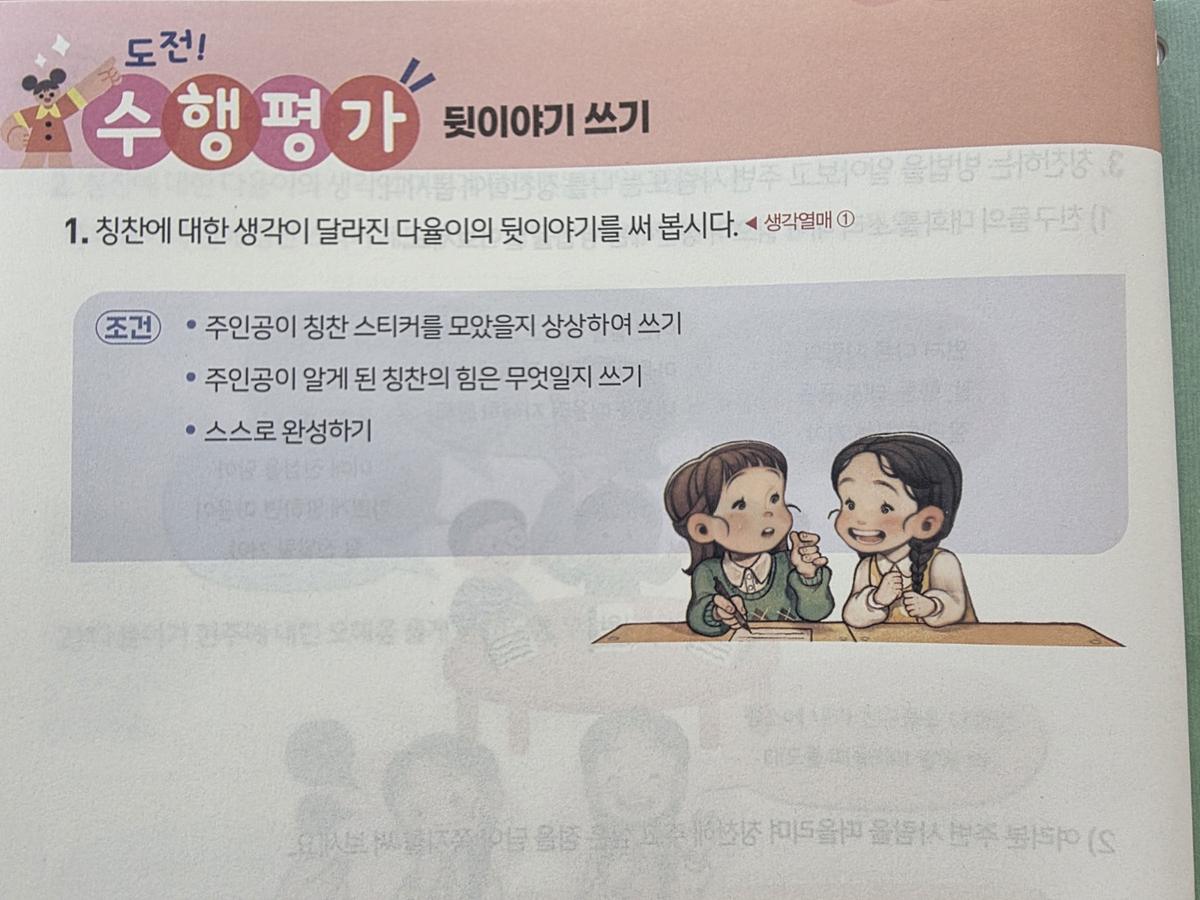 도전!
수행평가 뒷이야기 쓰기
1. 칭찬에 대한 생각이 달라진 다율이의 뒷이야기를 써 봅시다. ◀ 생각열매 ①
조건 • 주인공이 칭찬 스티커를 모았을지 상상하여 쓰기
• 주인공이 알게 된 칭찬의 힘은 무엇일지 쓰기
• 스스로 완성하기